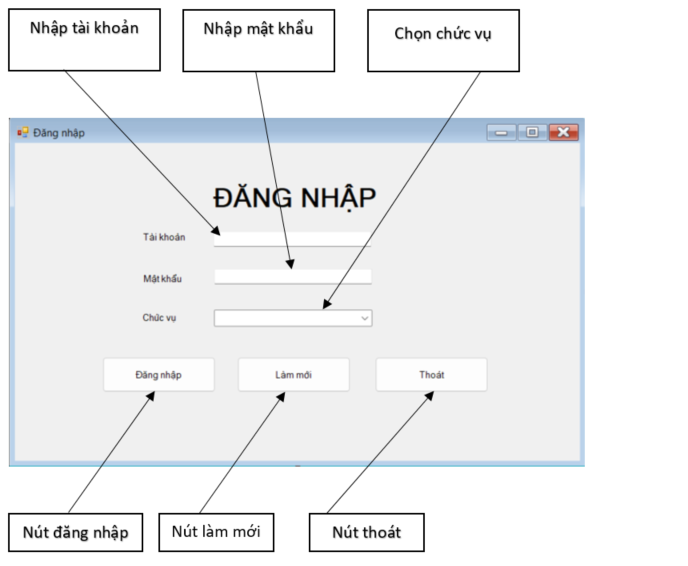 Nhập tài khoản
Nhập mật khẩu
Chọn chức vụ
Đăng nhập
ĐĂNG NHẬP
Tài khoản
Mật khẩu
Chức vụ
Đăng nhập
Làm mới
Thoát
Nút đăng nhập
Nút làm mới
Nút thoát